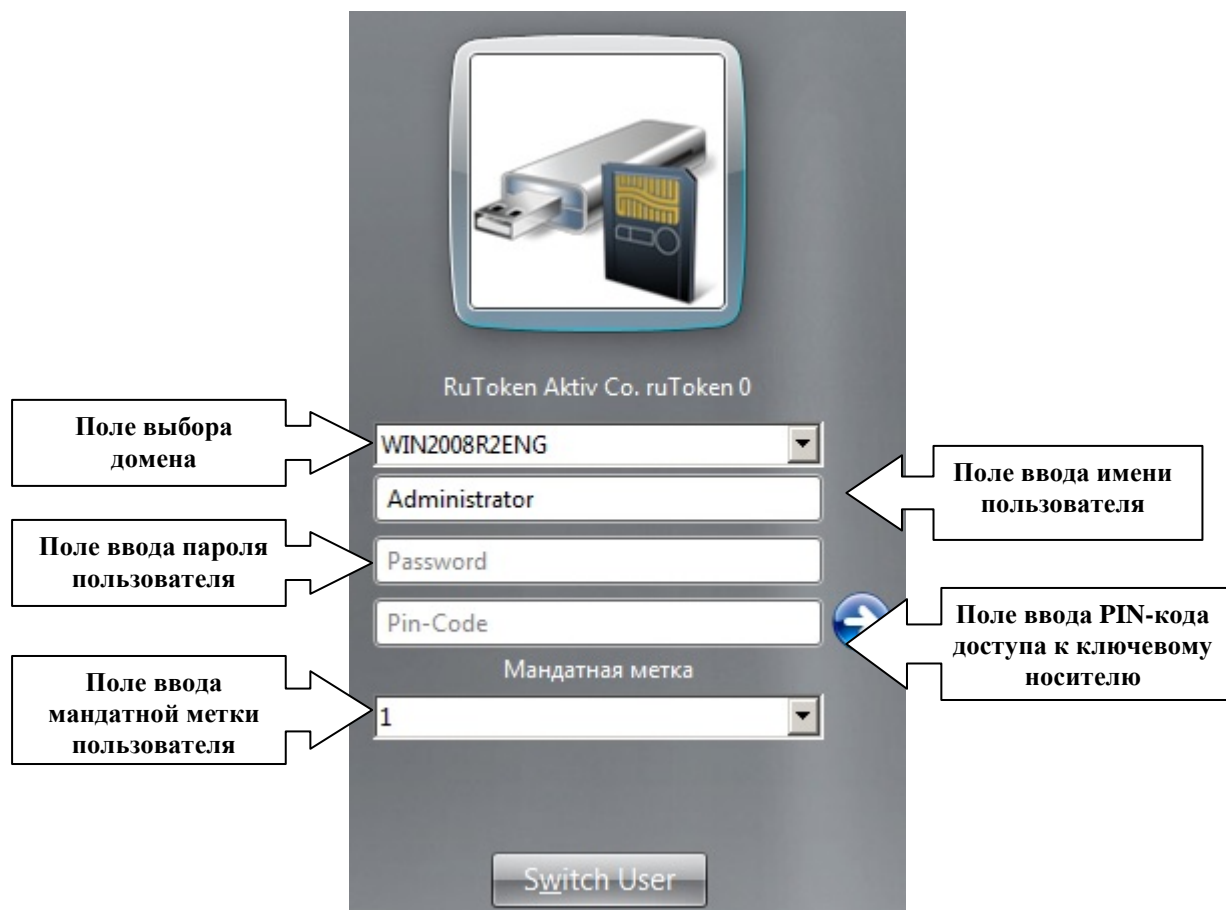 RuToken Aktiv Co. ruToken 0
Поле выбора
домена
WIN2008R2ENG
Administrator
Поле ввода имени
пользователя
Поле ввода пароля
пользователя
Password
Pin-Code
Поле ввода PIN-кода
доступа к ключевому
носителю
Мандатная метка
Поле ввода
мандатной метки
пользователя
1
Switch User